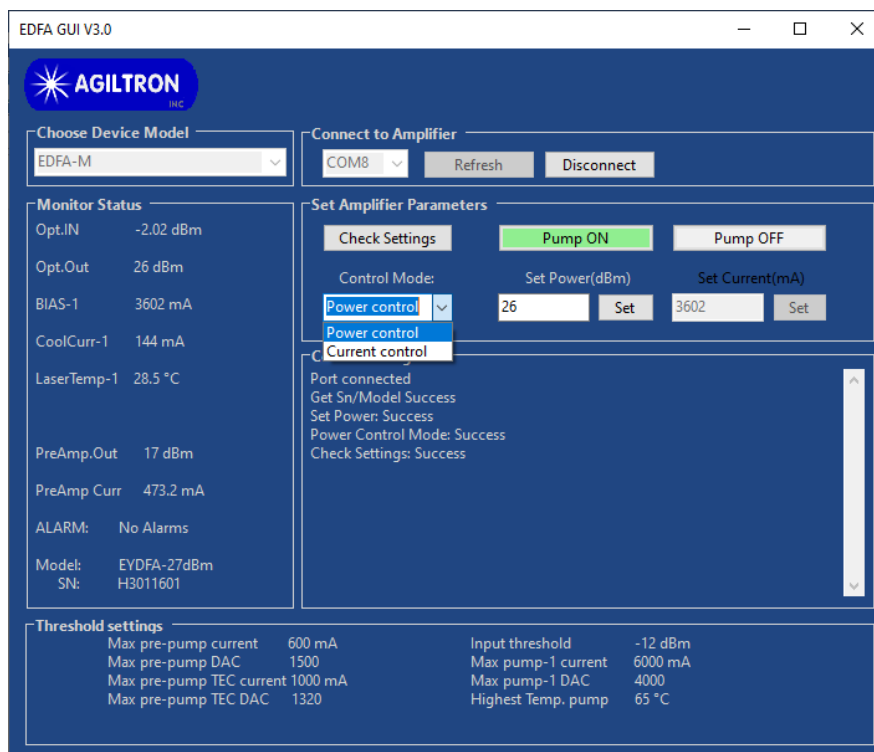 EDFA GUI V3.0
AGILTRON
INC
Choose Device Model
EDFA-M
Connect to Amplifier
COM8
Refresh
Disconnect
Monitor Status
Opt.IN -2.02 dBm
Opt.Out 26 dBm
BIAS-1 3602 mA
CoolCurr-1 144 mA
LaserTemp-1 28.5 °C
PreAmp.Out 17 dBm
PreAmp Curr 473.2 mA
ALARM: No Alarms
Model: EYDFA-27dBm
SN: H3011601
Set Amplifier Parameters
Check Settings
Pump ON
Pump OFF
Control Mode: Set Power(dBm) Set Current(mA)
Power control 26 Set 3602 Set
Power control
Current control
Port connected
Get Sn/Model Success
Set Power: Success
Power Control Mode: Success
Check Settings: Success
Threshold settings
Max pre-pump current 600 mA
Max pre-pump DAC 1500
Max pre-pump TEC current 1000 mA
Max pre-pump TEC DAC 1320
Input threshold -12 dBm
Max pump-1 current 6000 mA
Max pump-1 DAC 4000
Highest Temp. pump 65 °C